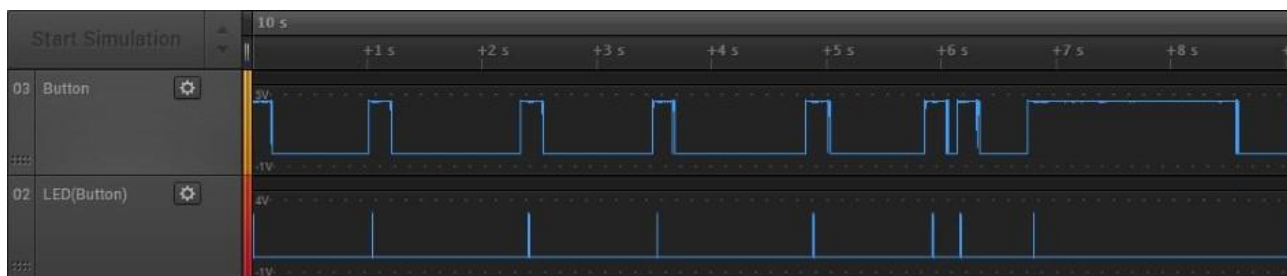 10 s
Start Simulation
+1 s +2 s +3 s +4 s +5 s +6 s +7 s +8 s
03 Button
5V
-1V
02 LED(Button)
4V
-1V